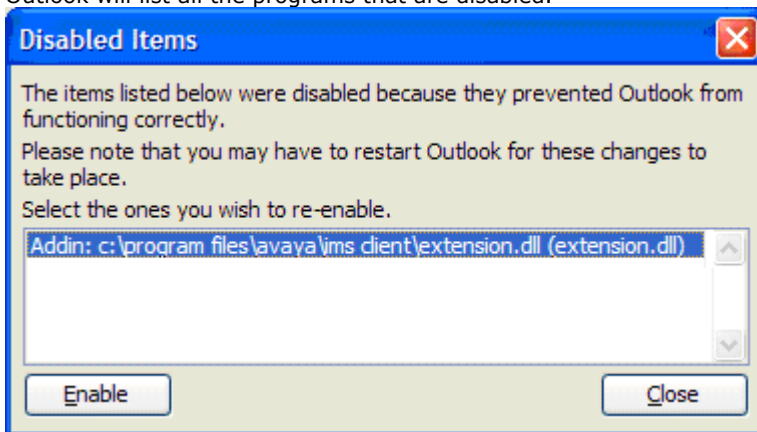 Outlook will list all the programs that are disabled.
Disabled Items
The items listed below were disabled because they prevented Outlook from
functioning correctly.
Please note that you may have to restart Outlook for these changes to
take place.
Select the ones you wish to re-enable.
Addin: c:\program files\avaya\ims client\extension.dll (extension.dll)
Enable
Close